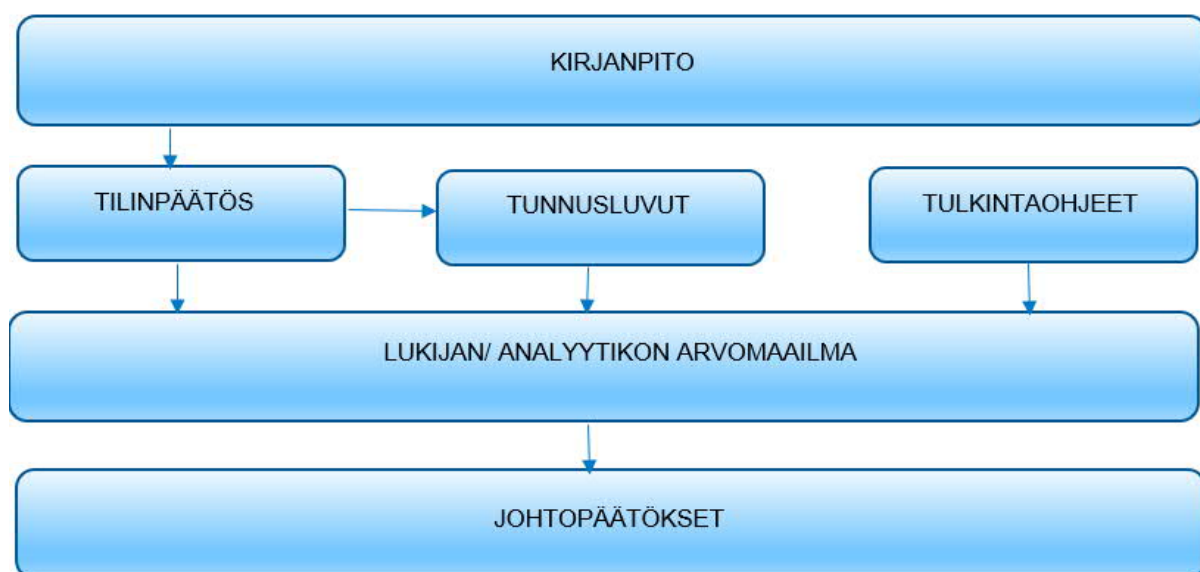 KIRJANPITO
TILINPÄÄTÖS
TUNNUSLUVUT
TULKINTAOHJEET
LUKIJAN/ ANALYYTIKON ARVOMAAILMA
JOHTOPÄÄTÖKSET